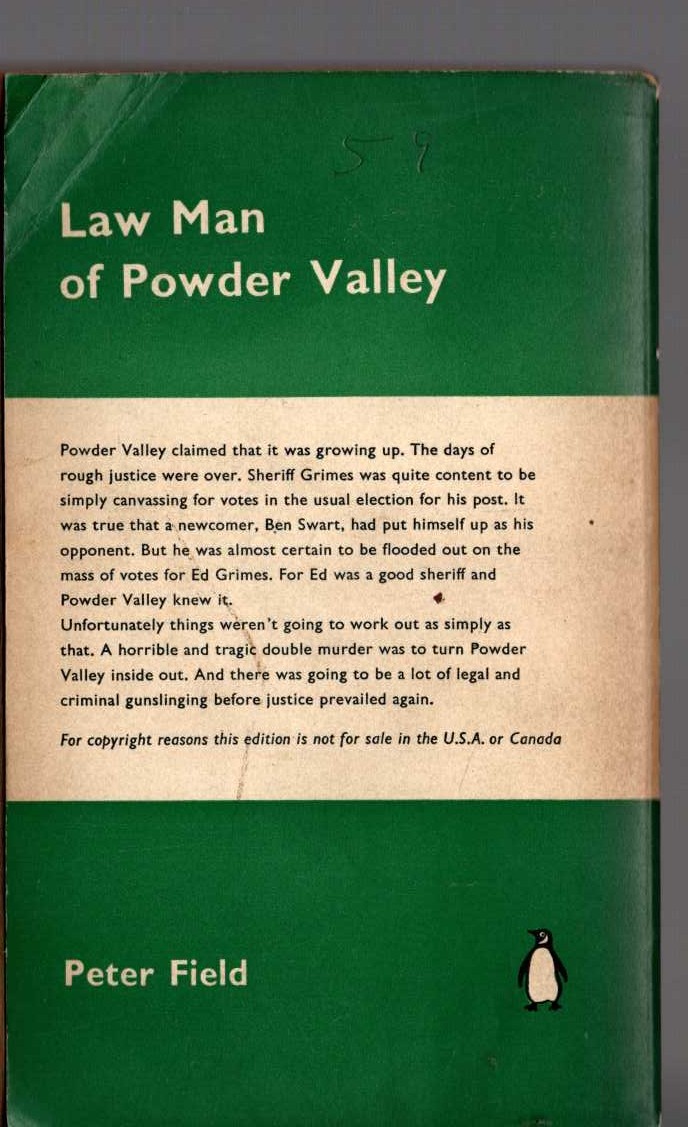 5 9
Law Man
of Powder Valley
Powder Valley claimed that it was growing up. The days of
rough justice were over. Sheriff Grimes was quite content to be
simply canvassing for votes in the usual election for his post. It
was true that a newcomer, Ben Swart, had put himself up as his
opponent. But he was almost certain to be flooded out on the
mass of votes for Ed Grimes. For Ed was a good sheriff and
Powder Valley knew it.
Unfortunately things weren't going to work out as simply as
that. A horrible and tragic double murder was to turn Powder
Valley inside out. And there was going to be a lot of legal and
criminal gunslinging before justice prevailed again.
For copyright reasons this edition is not for sale in the U.S.A. or Canada
Peter Field